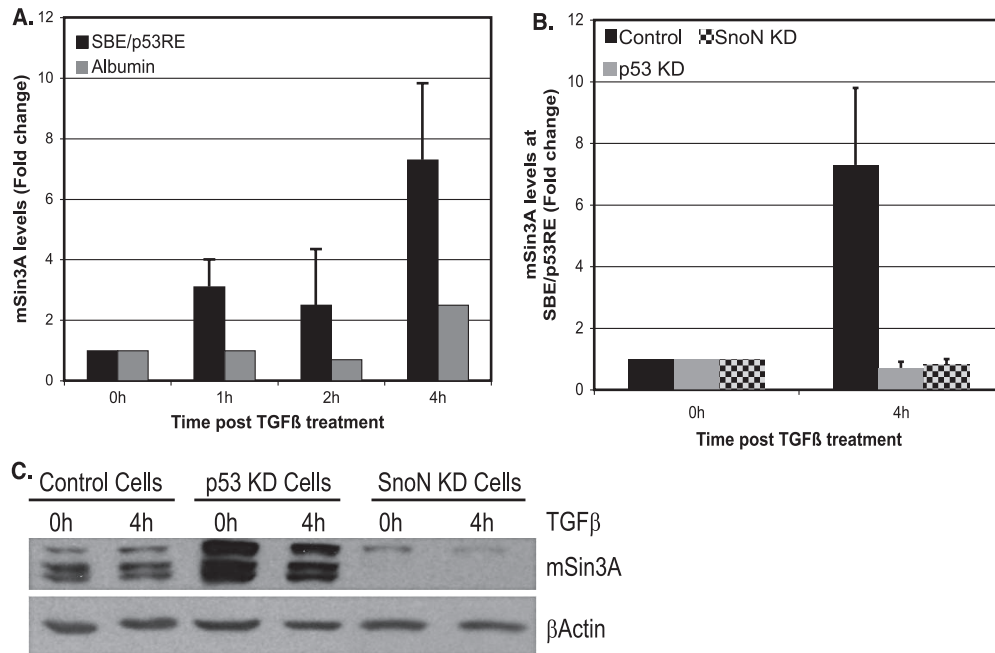 A.
12
10
8
6
4
2
0
mSin3A levels (Fold change)
SBE/p53RE
Albumin
0h 1h 2h 4h
Time post TGFß treatment
B.
12
10
8
6
4
2
0
mSin3A levels at
SBE/p53RE (Fold change)
Control SnoN KD
p53 KD
0h 4h
Time post TGFß treatment
C.
Control Cells p53 KD Cells SnoN KD Cells
0h 4h 0h 4h 0h 4h TGFβ
mSin3A
βActin